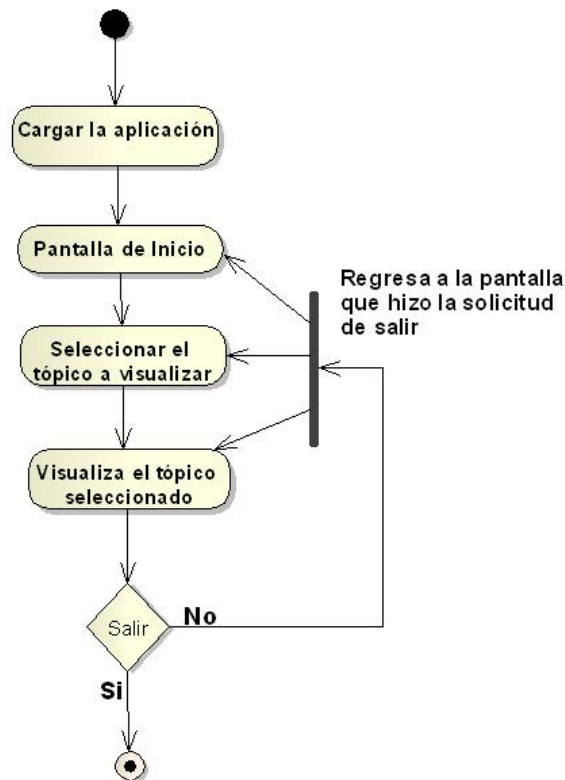 Cargar la aplicación
Pantalla de Inicio
Regresa a la pantalla
que hizo la solicitud
de salir
Seleccionar el
tópico a visualizar
Visualiza el tópico
seleccionado
Salir
No
Si